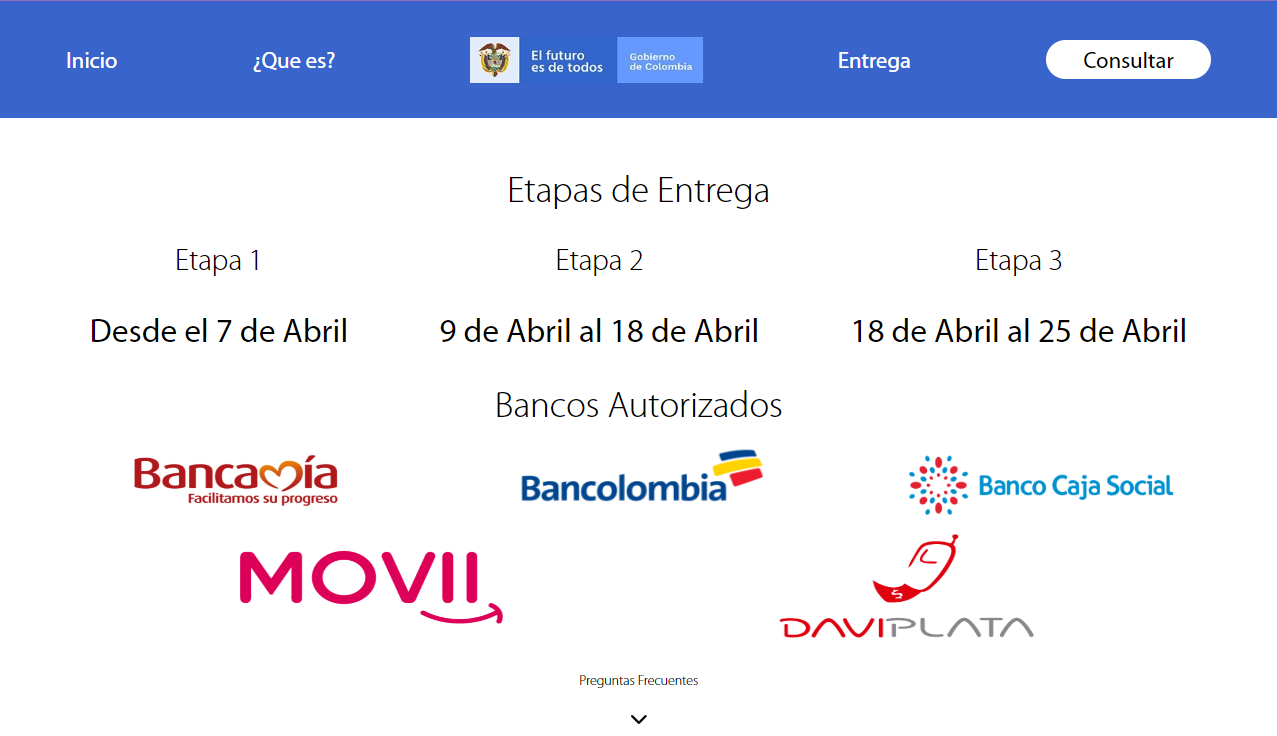 Inicio
¿Que es?
El futuro
es de todos
Gobierno
de Colombia
Entrega
Consultar
Etapas de Entrega
Etapa 1
Etapa 2
Etapa 3
Desde el 7 de Abril
9 de Abril al 18 de Abril
18 de Abril al 25 de Abril
Bancos Autorizados
Bancamía
Facilitamos su progreso
Bancolombia
Banco Caja Social
MOVII
$
DAVIPLATA
Preguntas Frecuentes